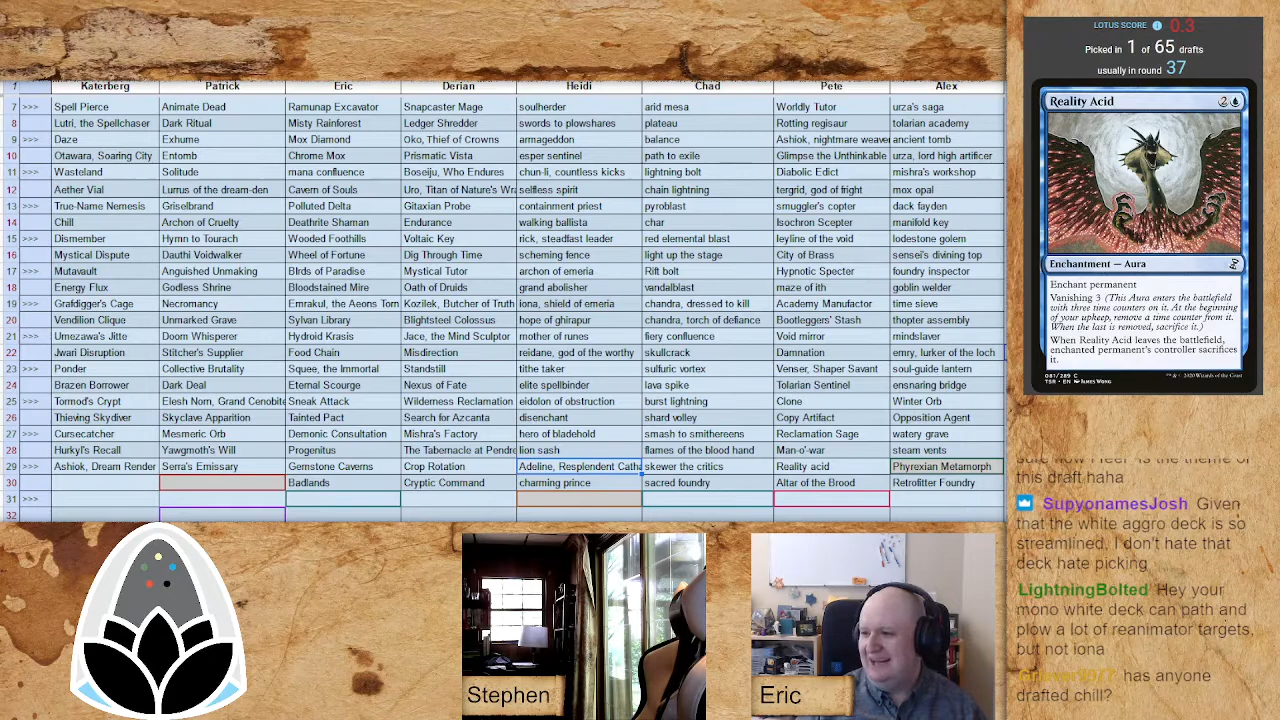 Katerberg Patrick Eric Derian Heidi Chad Pete Alex
7 >>> Spell Pierce Animate Dead Ramunap Excavator Snapcaster Mage soulherder arid mesa Worldly Tutor urza's saga
8 Lutri, the Spellchaser Dark Ritual Misty Rainforest Ledger Shredder swords to plowshares plateau Rotting regisaur tolarian academy
9 >>> Daze Exhume Mox Diamond Oko, Thief of Crowns armageddon balance Ashiok, nightmare weaver ancient tomb
10 Otawara, Soaring City Entomb Chrome Mox Prismatic Vista esper sentinel path to exile Glimpse the Unthinkable urza, lord high artificer
11 >>> Wasteland Solitude mana confluence Boseiju, Who Endures chun-li, countless kicks lightning bolt Diabolic Edict mishra's workshop
12 Aether Vial Lurrus of the dream-den Cavern of Souls Uro, Titan of Nature's Wra selfless spirit chain lightning tergrid, god of fright mox opal
13 >>> True-Name Nemesis Griselbrand Polluted Delta Gitaxian Probe containment priest pyroblast smuggler's copter dack fayden
14 Chill Archon of Cruelty Deathrite Shaman Endurance walking ballista char Isochron Scepter manifold key
15 >>> Dismember Hymn to Tourach Wooded Foothills Voltaic Key rick, steadfast leader red elemental blast leyline of the void lodestone golem
16 Mystical Dispute Dauthi Voidwalker Wheel of Fortune Dig Through Time scheming fence light up the stage City of Brass sensei's divining top
17 >>> Mutavault Anguished Unmaking BIrds of Paradise Mystical Tutor archon of emeria Rift bolt Hypnotic Specter foundry inspector
18 Energy Flux Godless Shrine Bloodstained Mire Oath of Druids grand abolisher vandalblast maze of ith goblin welder
19 >>> Grafdigger's Cage Necromancy Emrakul, the Aeons Torn Kozilek, Butcher of Truth iona, shield of emeria chandra, dressed to kill Academy Manufactor time sieve
20 Vendilion Clique Unmarked Grave Sylvan Library Blightsteel Colossus hope of ghirapur chandra, torch of defiance Bootleggers' Stash thopter assembly
21 >>> Umezawa's Jitte Doom Whisperer Hydroid Krasis Jace, the Mind Sculptor mother of runes fiery confluence Void mirror mindslaver
22 Jwari Disruption Stitcher's Supplier Food Chain Misdirection reidane, god of the worthy skullcrack Damnation emry, lurker of the loch
23 >>> Ponder Collective Brutality Squee, the Immortal Standstill tithe taker sulfuric vortex Venser, Shaper Savant soul-guide lantern
24 Brazen Borrower Dark Deal Eternal Scourge Nexus of Fate elite spellbinder lava spike Tolarian Sentinel ensnaring bridge
25 >>> Tormod's Crypt Elesh Norn, Grand Cenobite Sneak Attack Wilderness Reclamation eidolon of obstruction burst lightning Clone Winter Orb
26 Thieving Skydiver Skyclave Apparition Tainted Pact Search for Azcanta disenchant shard volley Copy Artifact Opposition Agent
27 >>> Cursecatcher Mesmeric Orb Demonic Consultation Mishra's Factory hero of bladehold smash to smithereens Reclamation Sage watery grave
28 Hurkyl's Recall Yawgmoth's Will Progenitus The Tabernacle at Pendre lion sash flames of the blood hand Man-o'-war steam vents
29 >>> Ashiok, Dream Render Serra's Emissary Gemstone Caverns Crop Rotation Adeline, Resplendent Catha skewer the critics Reality acid Phyrexian Metamorph
30 Badlands Cryptic Command charming prince sacred foundry Altar of the Brood Retrofitter Foundry
31 >>>
32
LOTUS SCORE i 0.3
Picked in 1 of 65 drafts
usually in round 37
Reality Acid 2
Enchantment — Aura
Enchant permanent
Vanishing 3 (This Aura enters the battlefield
with three time counters on it. At the beginning
of your upkeep, remove a time counter from it.
When the last is removed, sacrifice it.)
When Reality Acid leaves the battlefield,
enchanted permanent's controller sacrifices
it.
081/289 C
TSR • EN
this draft haha
SupyonamesJosh Given
that the white aggro deck is so
streamlined, I don't hate that
deck hate picking
LightningBolted Hey your
mono white deck can path and
plow a lot of reanimator targets,
but not iona
has anyone
drafted chill?
Stephen
Eric